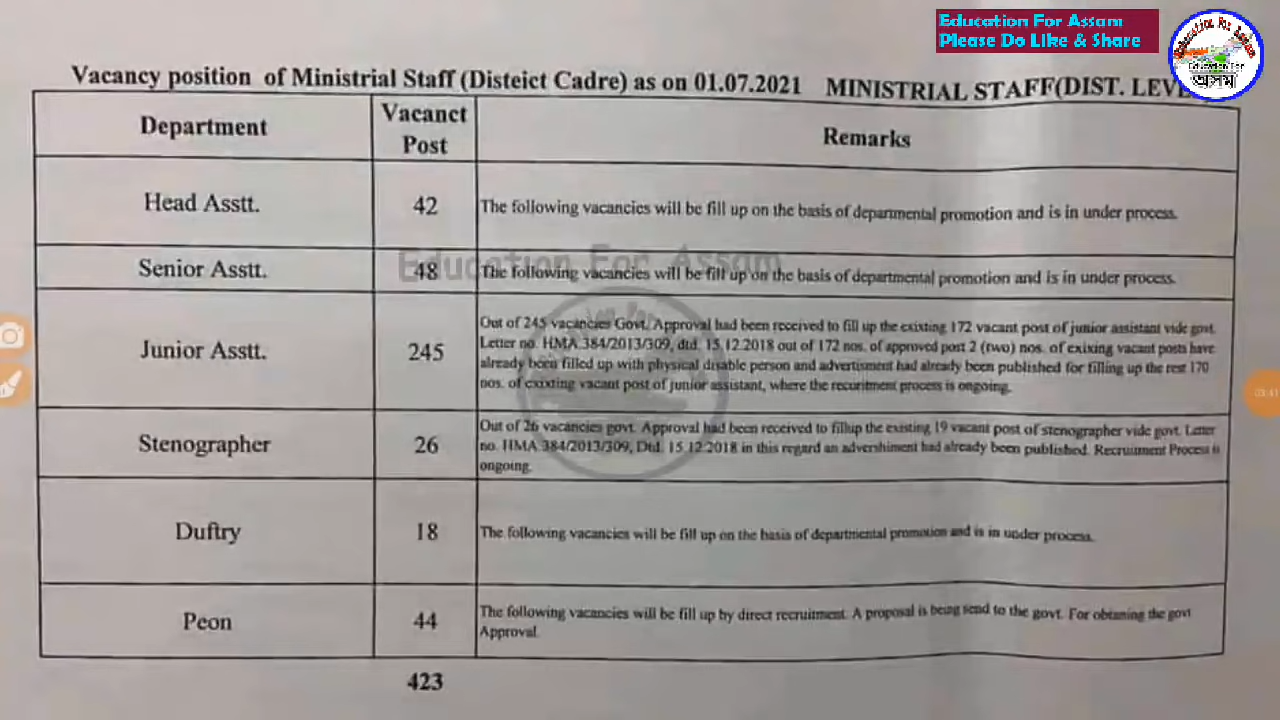 Education For Assam
Please Do Like & Share
Education For Assam
অসম
Vacancy position of Ministrial Staff (Disteict Cadre) as on 01.07.2021 MINISTRIAL STAFF(DIST. LEVE
Department
Vacanct
Post
Remarks
Head Asstt.
42
The following vacancies will be fill up on the basis of departmental promotion and is in under process.
Senior Asstt.
48
The following vacancies will be fill up on the basis of departmental promotion and is in under process.
Education For Assam
Junior Asstt.
245
Out of 245 vacancies Govt. Approval had been received to fill up the existing 172 vacant post of junior assistant vide govt.
Letter no. HMA.384/2013/309, dtd. 15.12.2018 out of 172 nos. of approved post 2 (two) nos. of exixing vacant posts have
already been filled up with physical disable person and advertisment had already been published for filling up the rest 170
nos. of exixting vacant post of junior assistant, where the recuritment process is ongoing.
Stenographer
26
Out of 26 vacancies govt. Approval had been received to fillup the existing 19 vacant post of stenographer vide govt. Letter
no. HMA.384/2013/309, Dtd. 15.12.2018 in this regard an advershiment had already been published. Recruitment Process is
ongoing.
Duftry
18
The following vacancies will be fill up on the basis of departmental promotion and is in under process.
Peon
44
The following vacancies will be fill up by direct recruitment. A proposal is being send to the govt. For obtaining the govt
Approval.
423